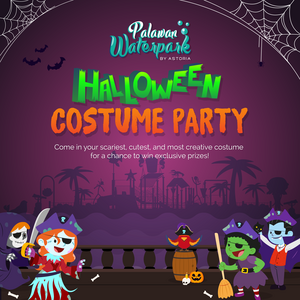 Palawan
Waterpark
BY ASTORIA
HALLOWEEN
COSTUME PARTY
Come in your scariest, cutest, and most creative costume
for a chance to win exclusive prizes!